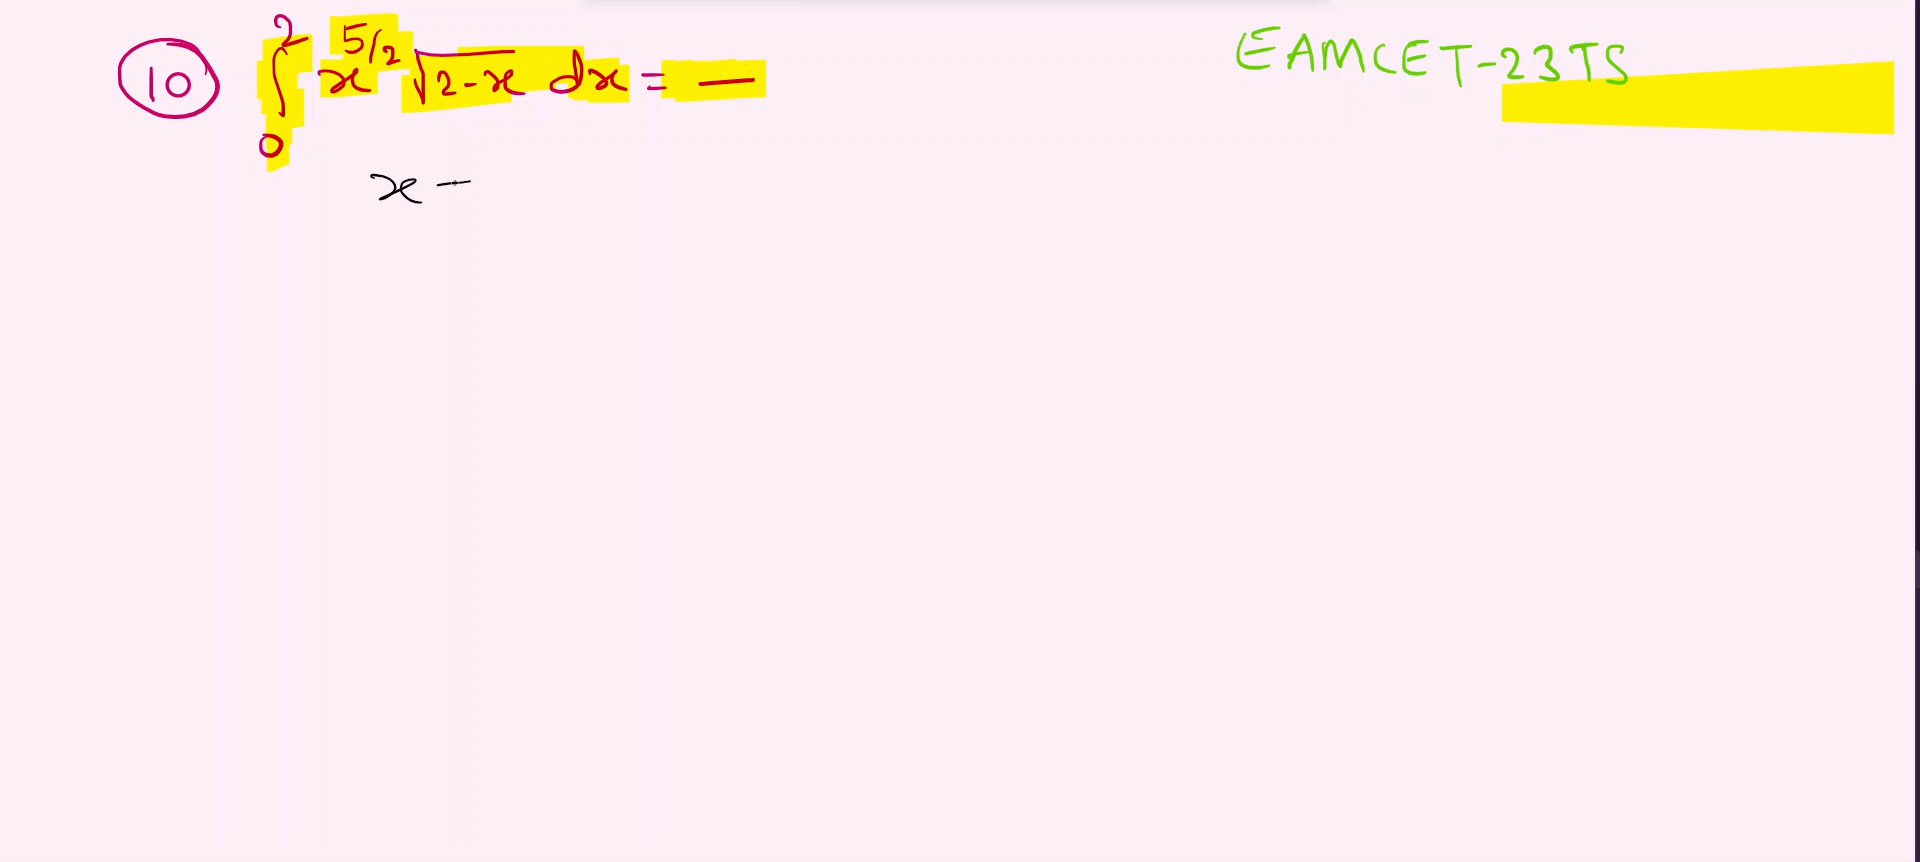 10 ∫₀² x^{5/2} √(2-x) dx = —
EAMCET-23TS
x -